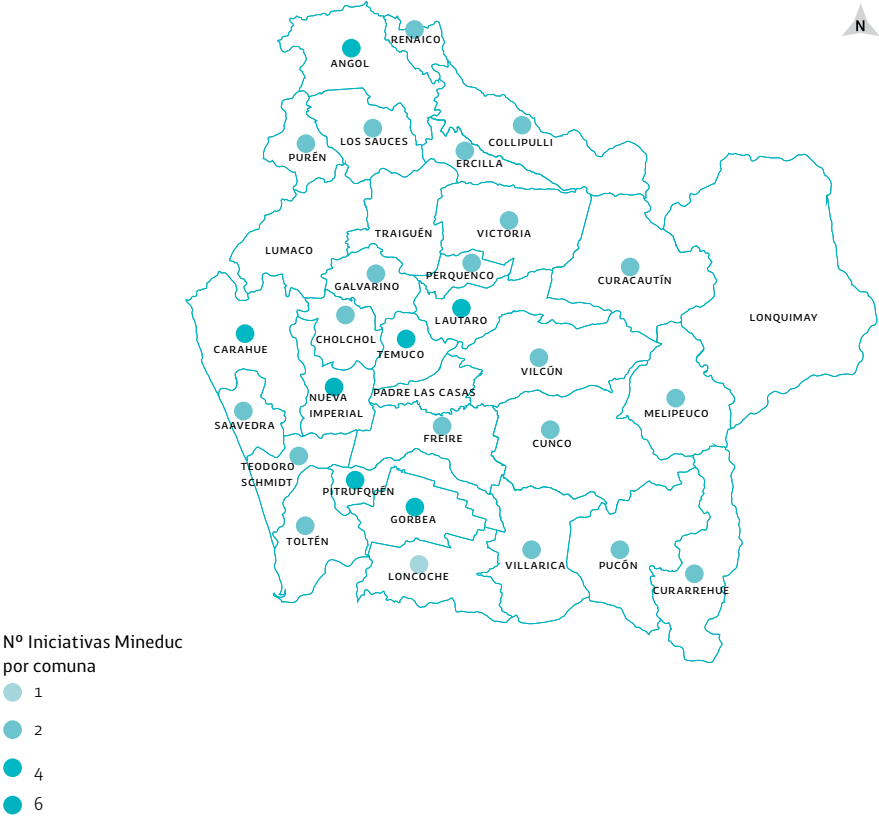 N
RENAICO
ANGOL
LOS SAUCES
COLLIPULLI
PURÉN
ERCILLA
TRAIGUÉN
VICTORIA
LUMACO
PERQUENCO
CURACAUTÍN
GALVARINO
LONQUIMAY
LAUTARO
CARAHUE
CHOLCHOL
TEMUCO
VILCÚN
PADRE LAS CASAS
NUEVA
IMPERIAL
MELIPEUCO
SAAVEDRA
FREIRE
CUNCO
TEODORO
SCHMIDT
PITRUFQUÉN
GORBEA
TOLTÉN
VILLARICA
PUCÓN
LONCOCHE
CURARREHUE
Nº Iniciativas Mineduc
por comuna
1
2
4
6